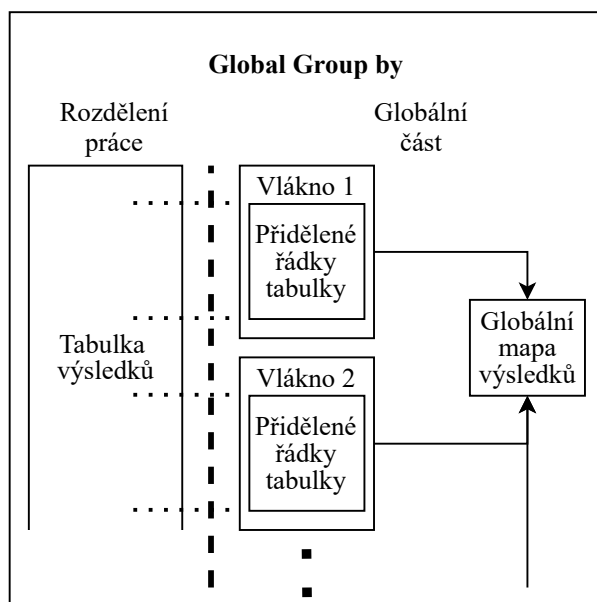 Global Group by
Rozdělení
práce
Globální
část
Tabulka
výsledků
Vlákno 1
Přidělené
řádky
tabulky
Vlákno 2
Přidělené
řádky
tabulky
Globální
mapa
výsledků